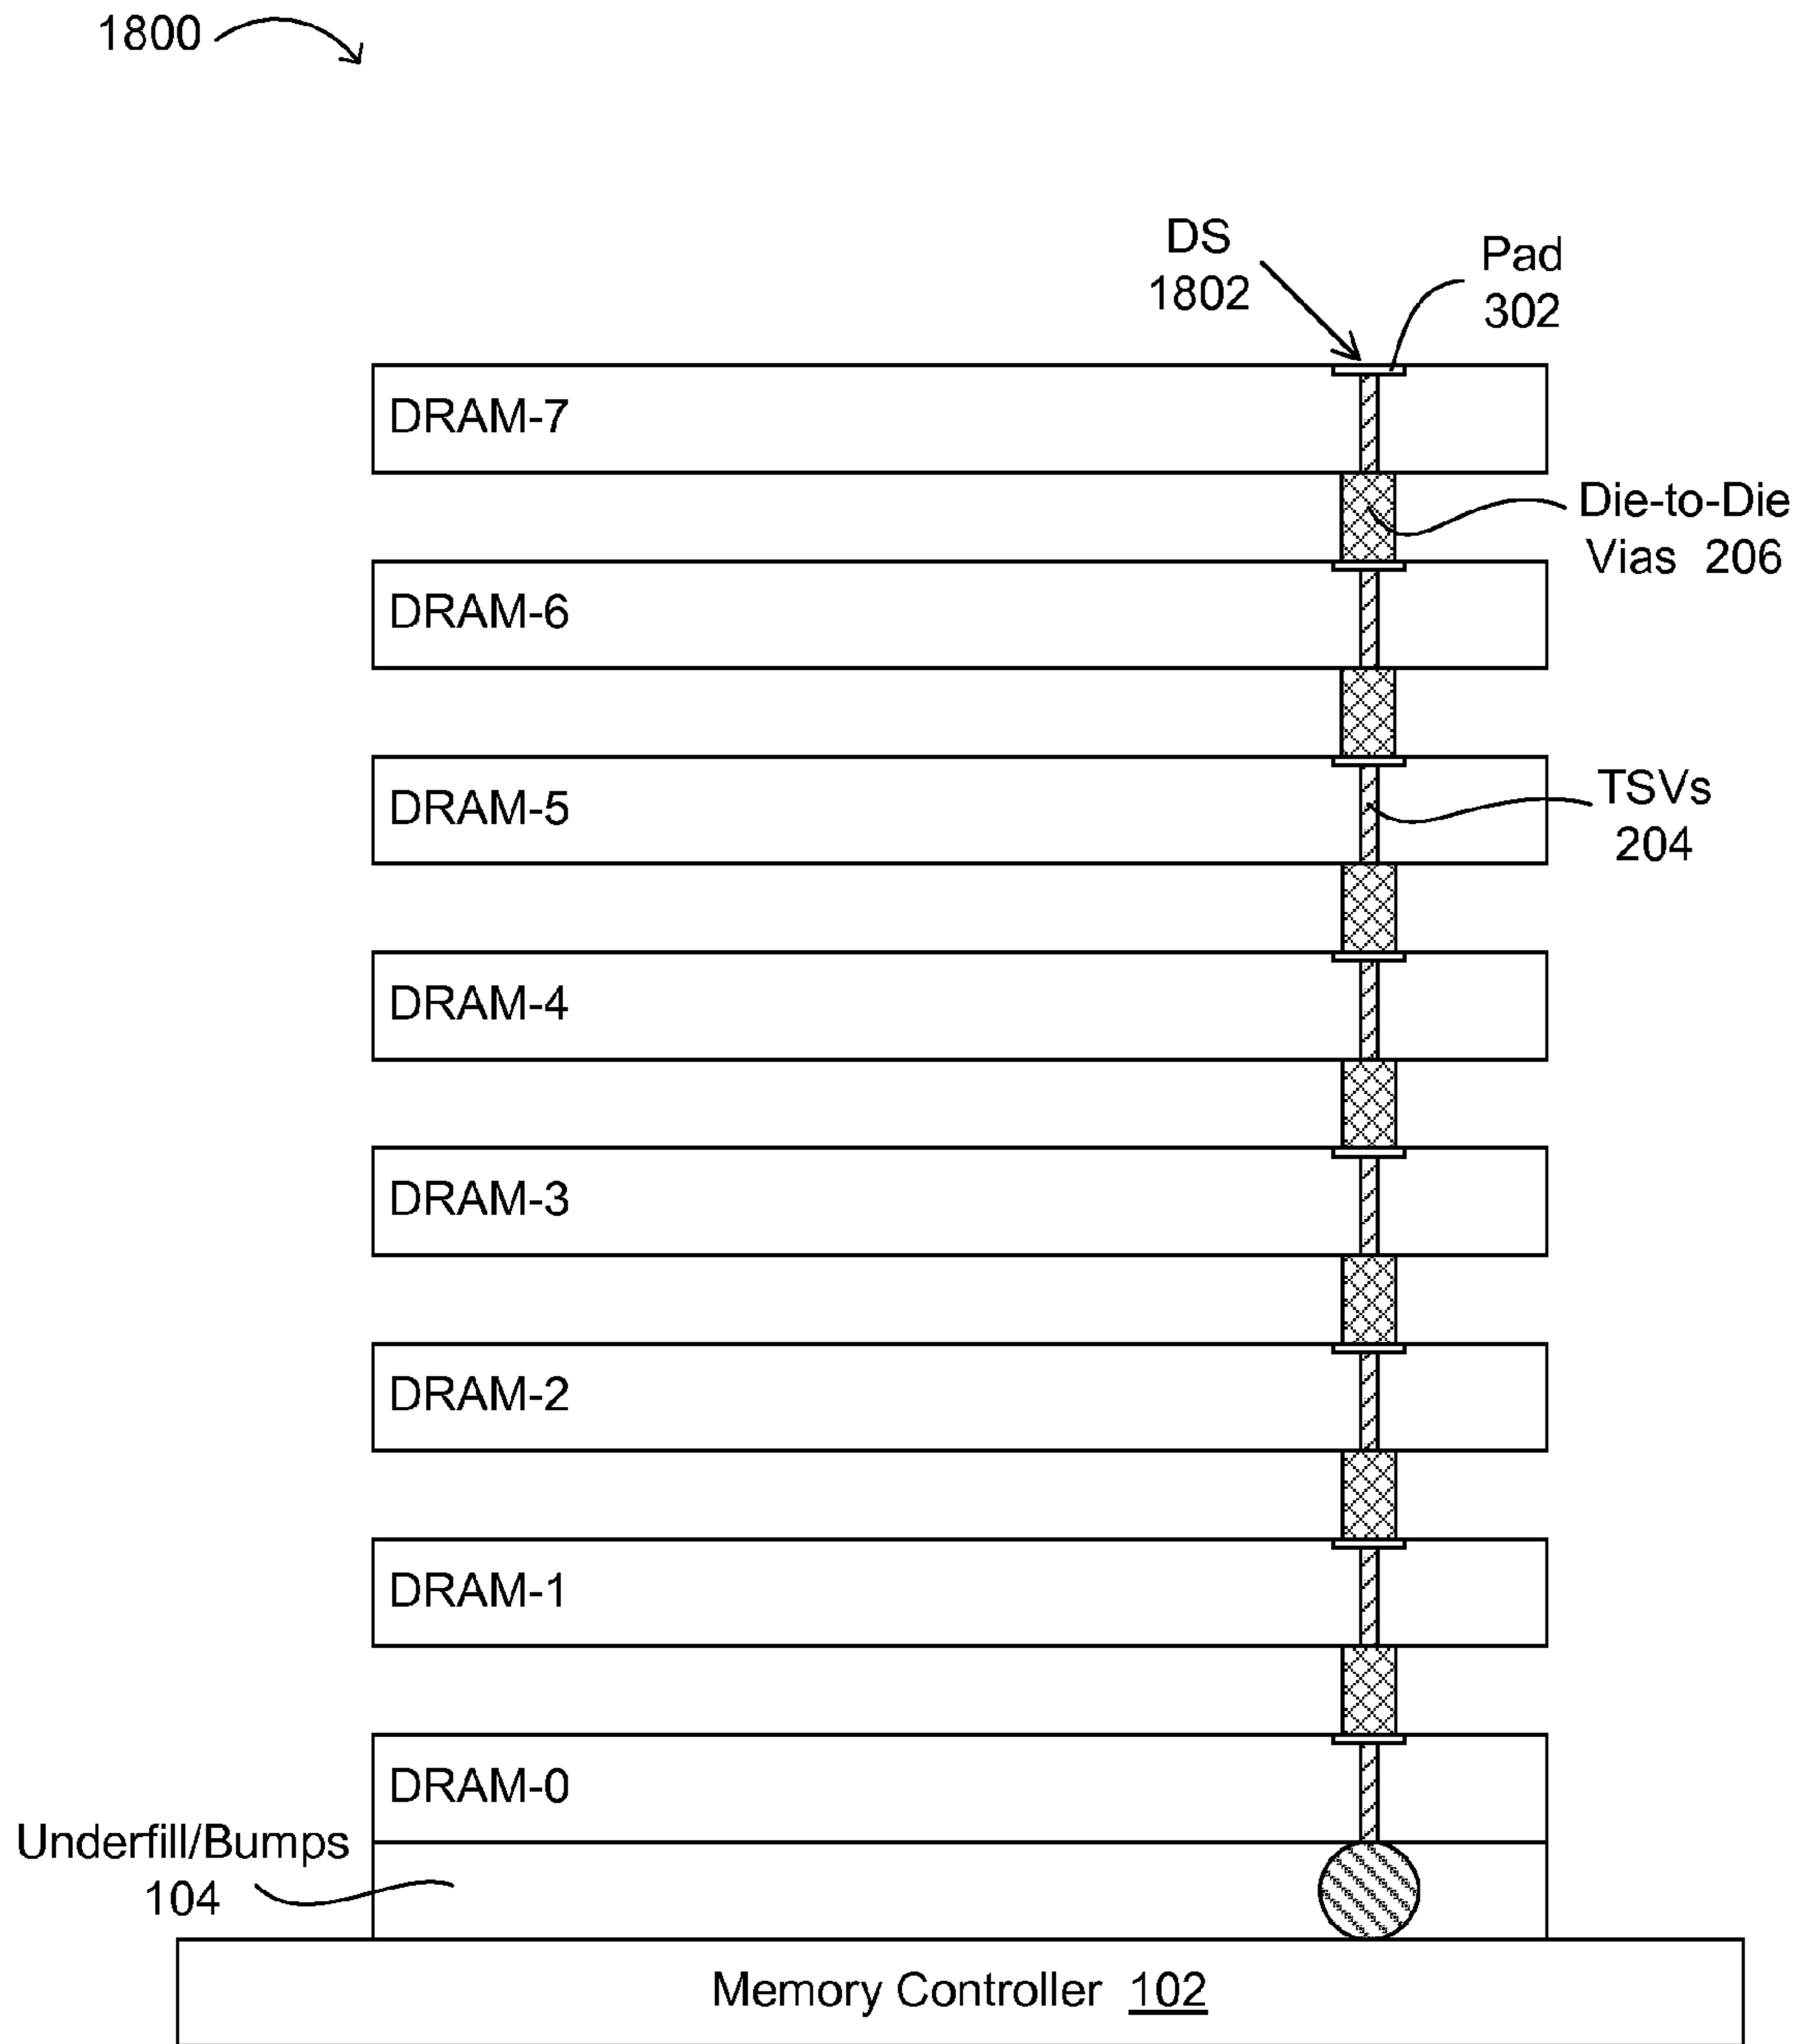 1800
DS
1802
Pad
302
DRAM-7
Die-to-Die
Vias 206
DRAM-6
DRAM-5
TSVs
204
DRAM-4
DRAM-3
DRAM-2
DRAM-1
DRAM-0
Underfill/Bumps
104
Memory Controller 102